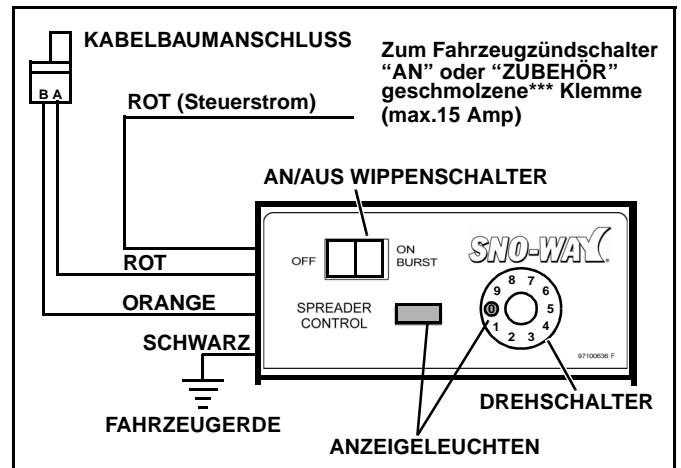 KABELBAUMANSCHLUSS
Zum Fahrzeugzündschalter
“AN” oder “ZUBEHÖR”
geschmolzene*** Klemme
(max.15 Amp)
B A
ROT (Steuerstrom)
AN/AUS WIPPENSCHALTER
OFF
ON
BURST
SNO-WAY.
ROT
ORANGE
SPREADER
CONTROL
9 8 7 6 5 4 3 2 1 0
SCHWARZ
97100636 F
FAHRZEUGERDE
DREHSCHALTER
ANZEIGELEUCHTEN